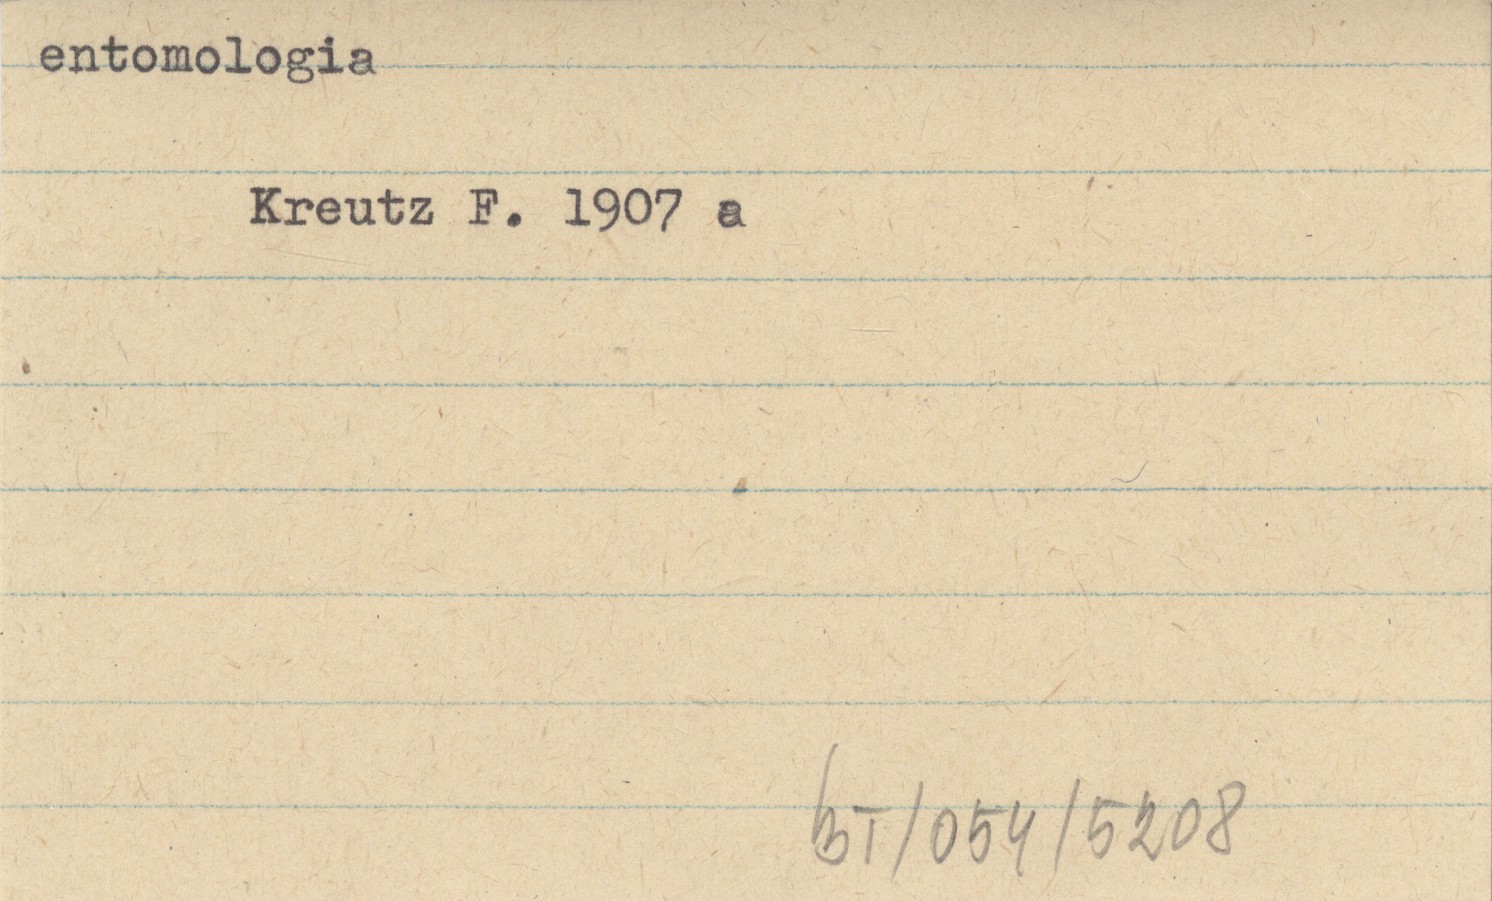 entomologia
Kreutz F. 1907 a
BT/054/5208